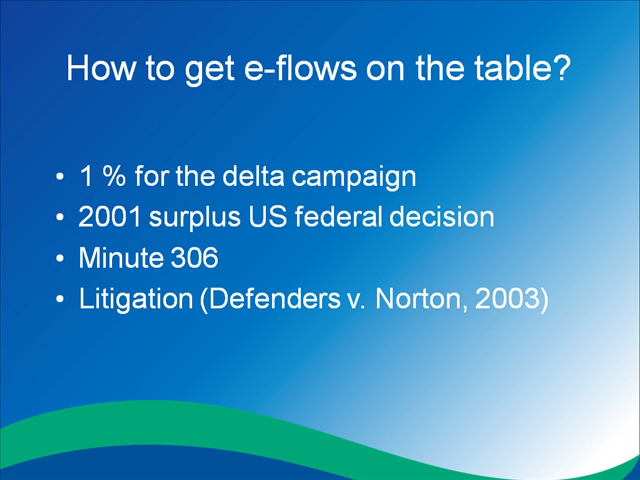 How to get e-flows on the table?
• 1 % for the delta campaign
• 2001 surplus US federal decision
• Minute 306
• Litigation (Defenders v. Norton, 2003)